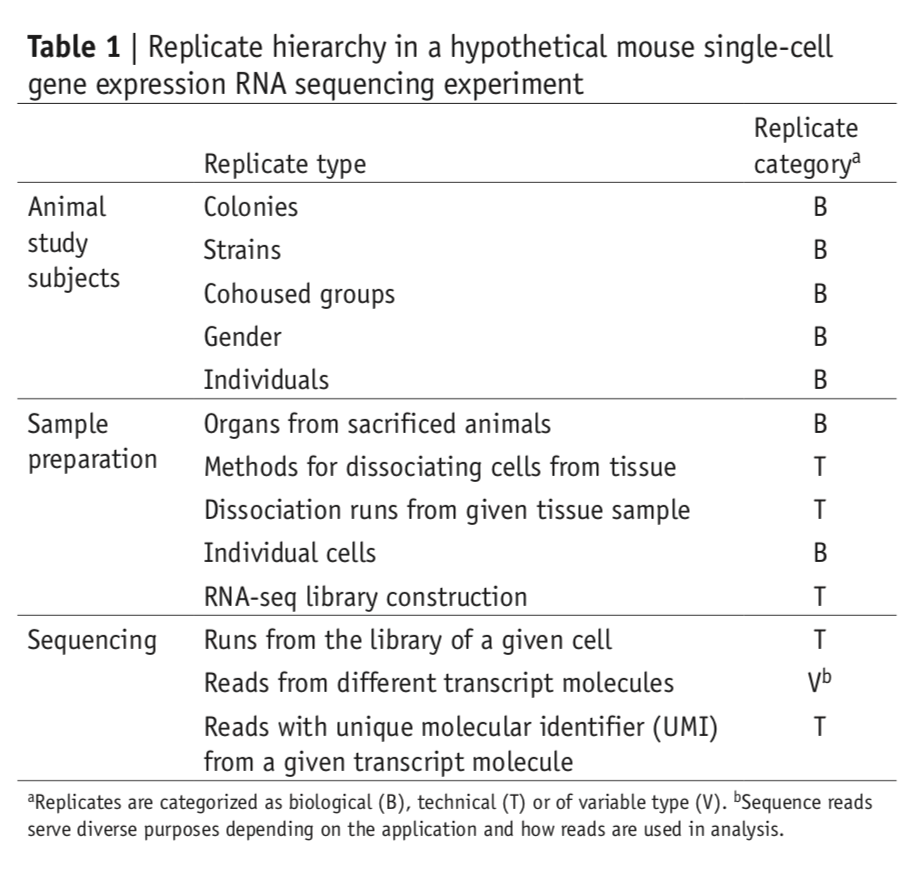 Table 1 | Replicate hierarchy in a hypothetical mouse single-cell
gene expression RNA sequencing experiment
Replicate type Replicate categoryᵃ
Animal study subjects
Colonies B
Strains B
Cohoused groups B
Gender B
Individuals B
Sample preparation
Organs from sacrificed animals B
Methods for dissociating cells from tissue T
Dissociation runs from given tissue sample T
Individual cells B
RNA-seq library construction T
Sequencing
Runs from the library of a given cell T
Reads from different transcript molecules Vᵇ
Reads with unique molecular identifier (UMI) T
from a given transcript molecule
ᵃReplicates are categorized as biological (B), technical (T) or of variable type (V). ᵇSequence reads
serve diverse purposes depending on the application and how reads are used in analysis.